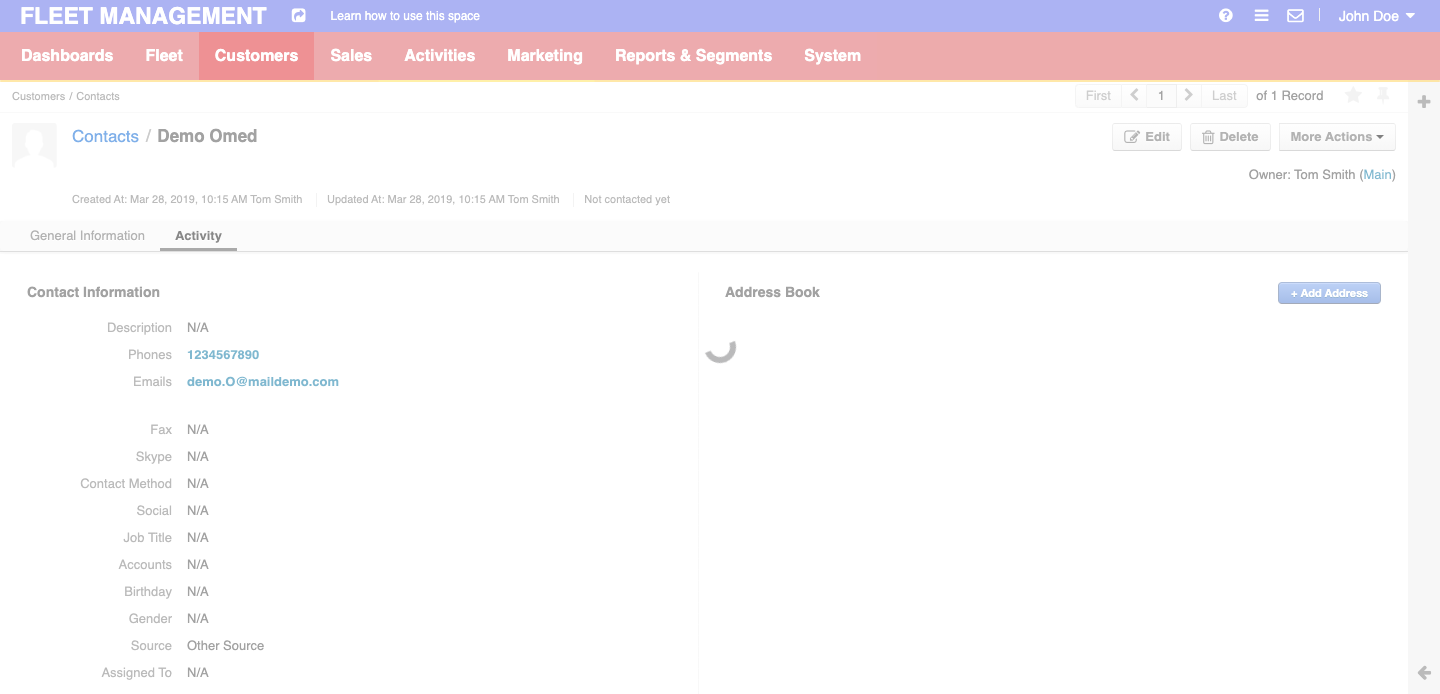 FLEET MANAGEMENT Learn how to use this space John Doe
Dashboards Fleet Customers Sales Activities Marketing Reports & Segments System
Customers / Contacts First 1 Last of 1 Record
Contacts / Demo Omed Edit Delete More Actions
Owner: Tom Smith (Main)
Created At: Mar 28, 2019, 10:15 AM Tom Smith Updated At: Mar 28, 2019, 10:15 AM Tom Smith Not contacted yet
General Information Activity
Contact Information
Description N/A
Phones 1234567890
Emails demo.O@maildemo.com
Fax N/A
Skype N/A
Contact Method N/A
Social N/A
Job Title N/A
Accounts N/A
Birthday N/A
Gender N/A
Source Other Source
Assigned To N/A
Address Book + Add Address